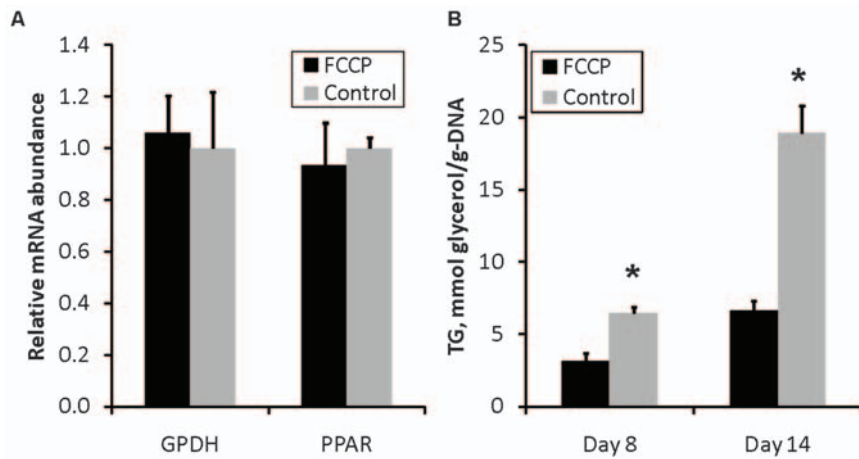 A
Relative mRNA abundance
1.4
1.2
1.0
0.8
0.6
0.4
0.2
0.0
FCCP
Control
GPDH
PPAR
B
TG, mmol glycerol/g-DNA
25
20
15
10
5
0
FCCP
Control
*
*
Day 8
Day 14